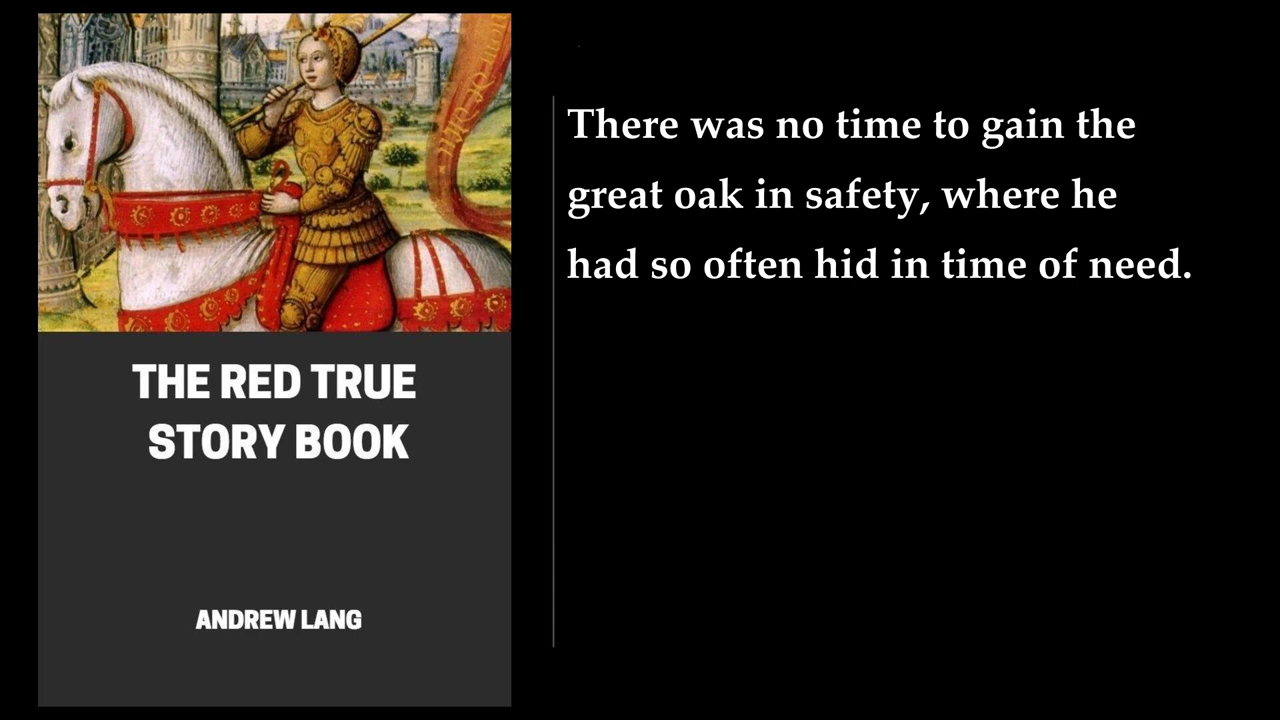 THE RED TRUE
STORY BOOK
ANDREW LANG
There was no time to gain the
great oak in safety, where he
had so often hid in time of need.